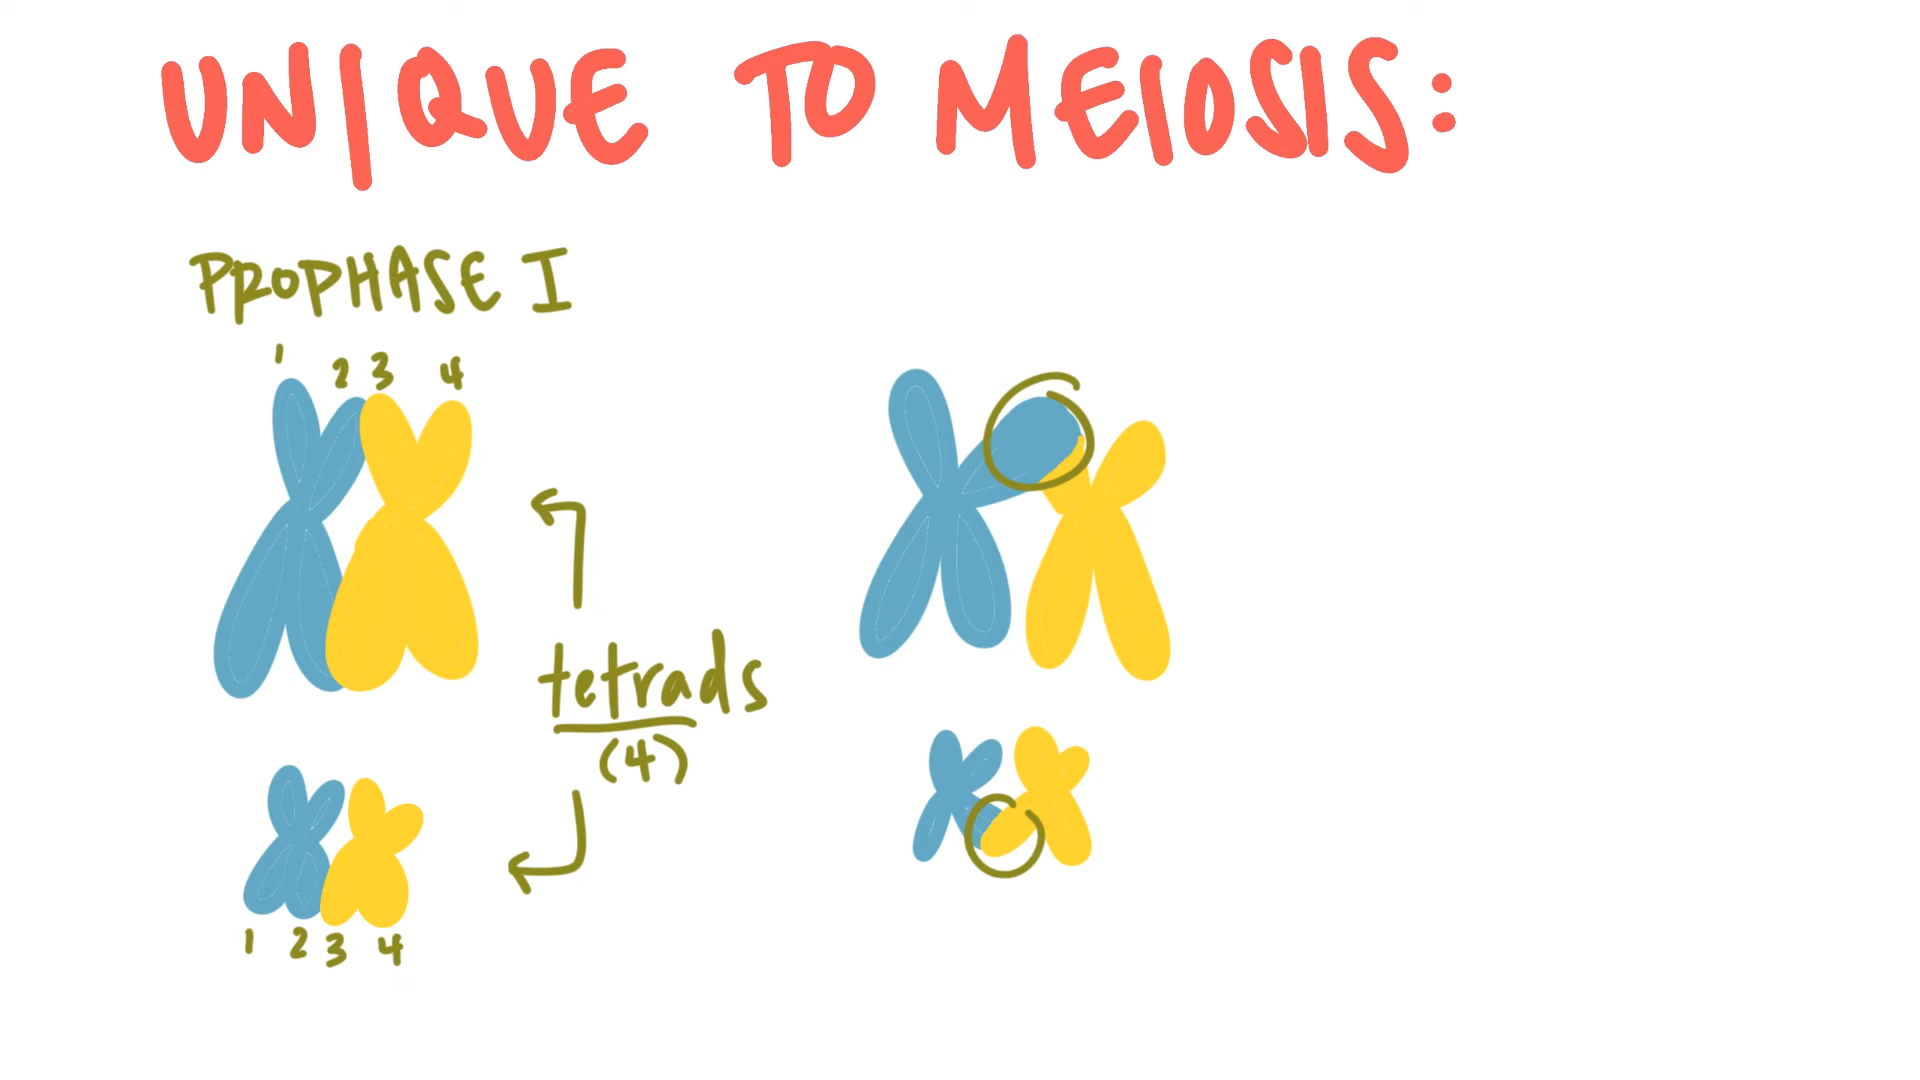 UNIQUE TO MEIOSIS:
PROPHASE I
1 2 3 4
tetrads
(4)
1 2 3 4